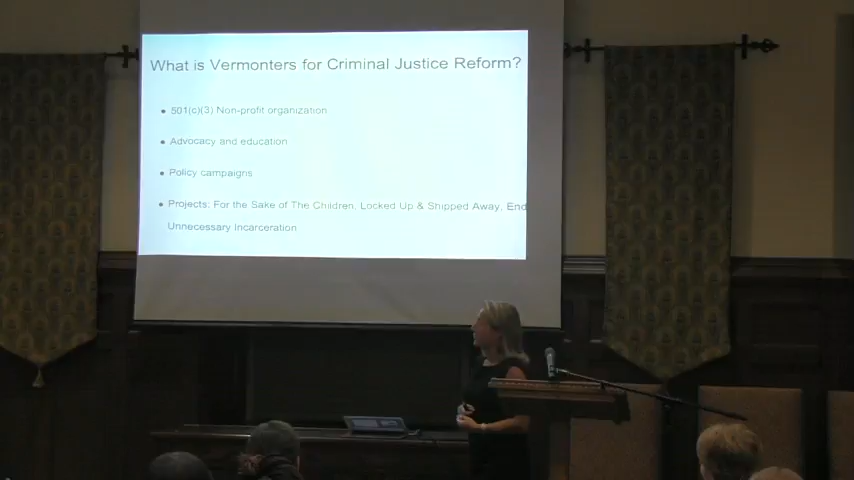 What is Vermonters for Criminal Justice Reform?
• 501(c)(3) Non-profit organization
• Advocacy and education
• Policy campaigns
• Projects: For the Sake of The Children, Locked Up & Shipped Away, End
Unnecessary Incarceration